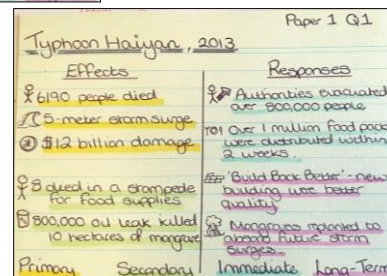 Paper 1 Q1
Typhoon Haiyan, 2013
Effects
6190 people died
5-meter storm surge
$12 billion damage
8 died in a stampede
for food supplies
800,000 oil leak killed
10 hectares of mangrove
Primary Secondary
Responses
Authorities evacuated
over 800,000 people
Over 1 million food packs
were distributed within
2 weeks.
'Build Back Better' - new
building were better
quality
Mangroves replanted to
absorb future storm
surges.
Immediate Long-Term